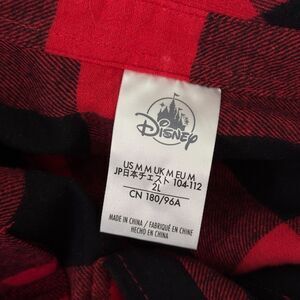 Disney
US M M UK M EU M
JP日本チエスト 104-112
2L
CN 180/96A
MADE IN CHINA / FABRIQUÉ EN CHINE
HECHO EN CHINA